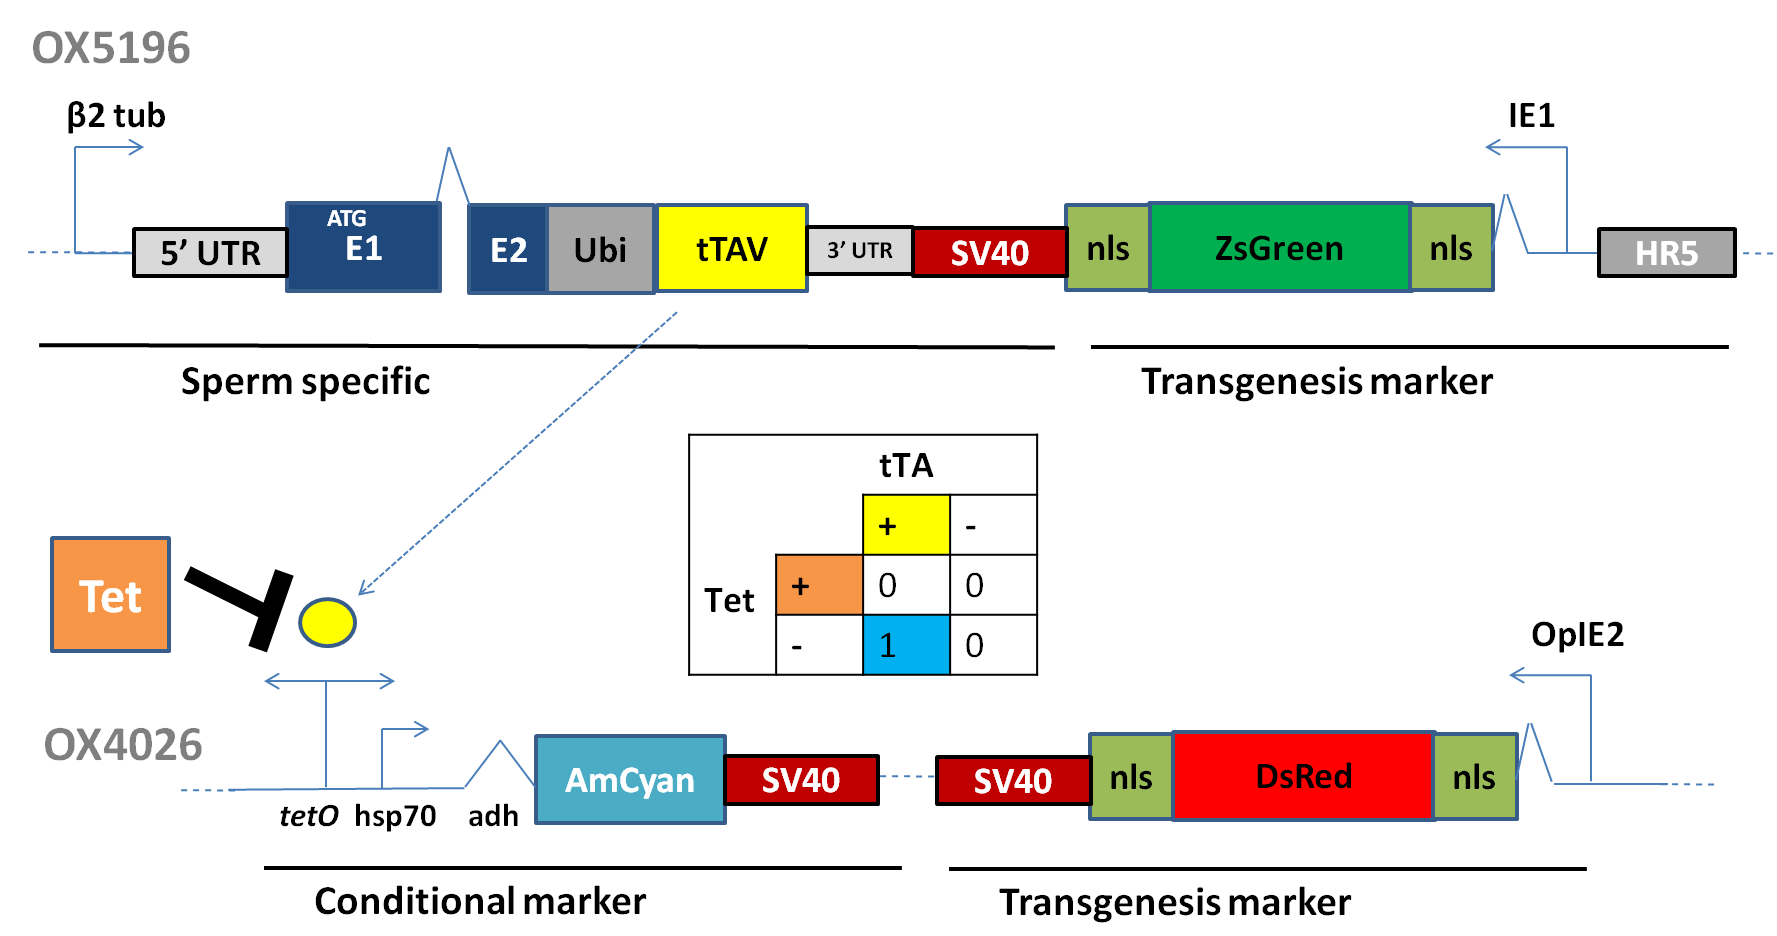 OX5196
β2 tub
IE1
5’ UTR
ATG
E1
E2
Ubi
tTAV
3’ UTR
SV40
nls
ZsGreen
nls
HR5
Sperm specific
Transgenesis marker
tTA
+ -
Tet
+ 0 0
- 1 0
Tet
OpIE2
OX4026
tetO
hsp70
adh
AmCyan
SV40
SV40
nls
DsRed
nls
Conditional marker
Transgenesis marker